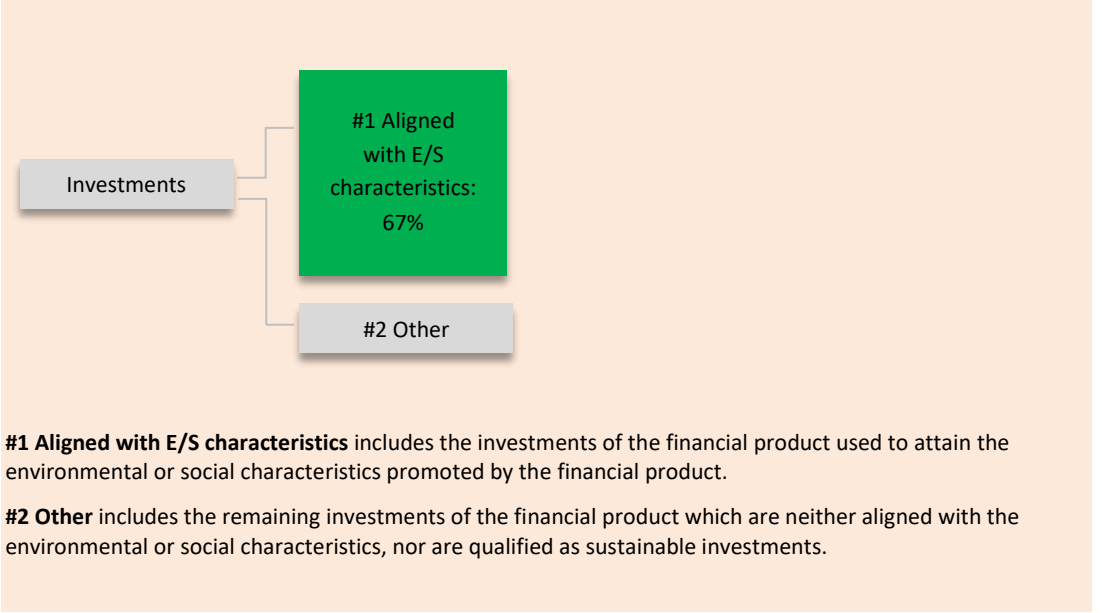 #1 Aligned
with E/S
characteristics:
67%
Investments
#2 Other
#1 Aligned with E/S characteristics includes the investments of the financial product used to attain the
environmental or social characteristics promoted by the financial product.
#2 Other includes the remaining investments of the financial product which are neither aligned with the
environmental or social characteristics, nor are qualified as sustainable investments.